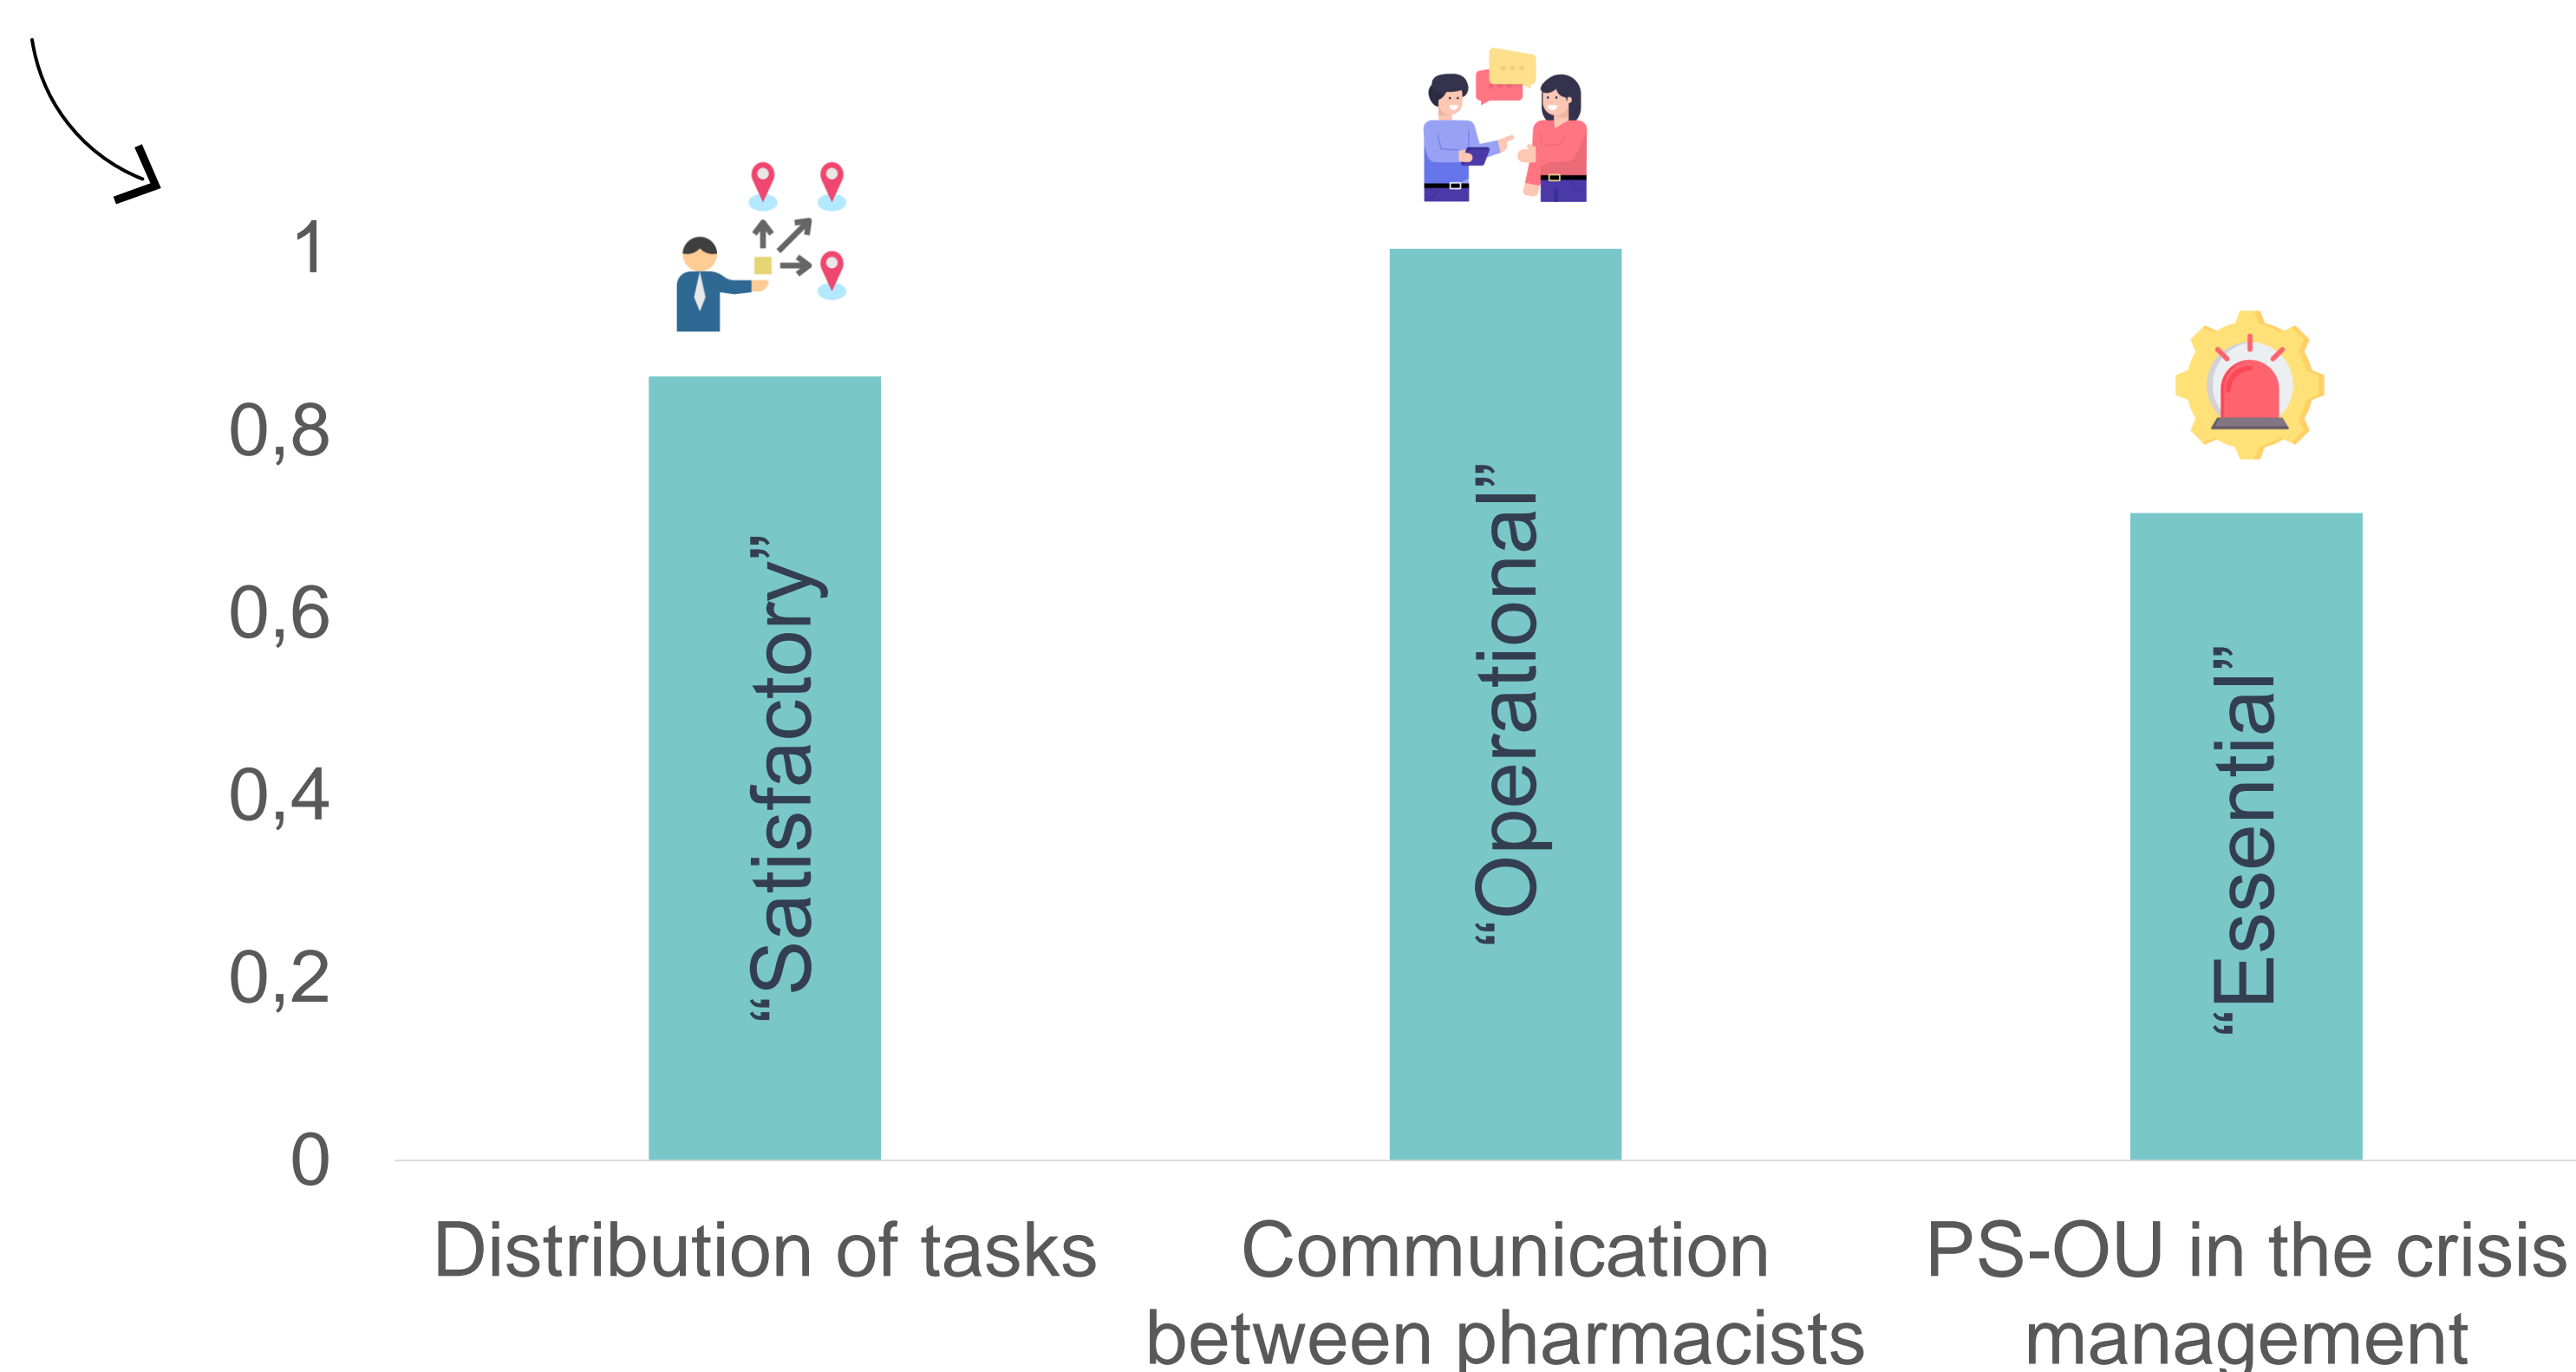 1
0,8
0,6
0,4
0,2
0
”Satisfactory”
”Operational”
“Essential”
Distribution of tasks
Communication
between pharmacists
PS-OU in the crisis
management